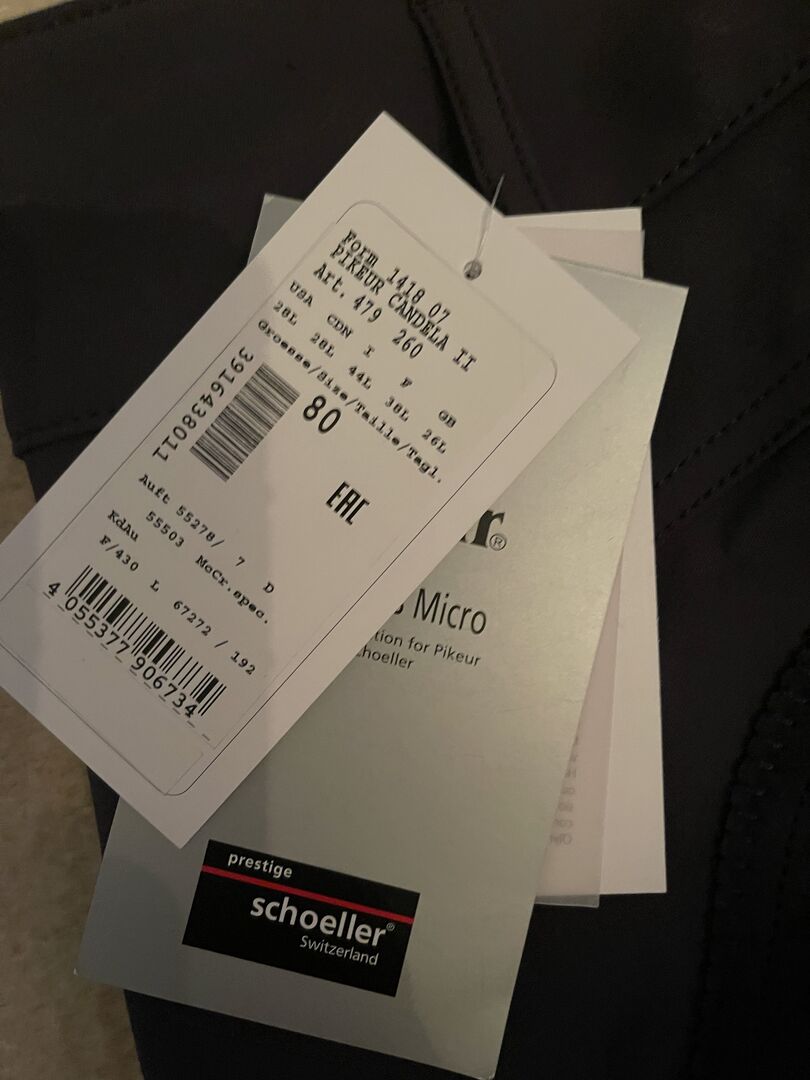 Form 1418 07
PIKEUR CANDELA II
Art. 479 260
USA CDN I F GB
28L 28L 44L 38L 26L
Groesse/Size/Taille/Tagl.
80
3916438011
EAC
Auft 55278/ 7 D
KdAu 55503 McCr.spec.
F/430 L 67272 / 192
4 055377 906734
r®
Micro
tion for Pikeur
choeller
prestige
schoeller®
Switzerland